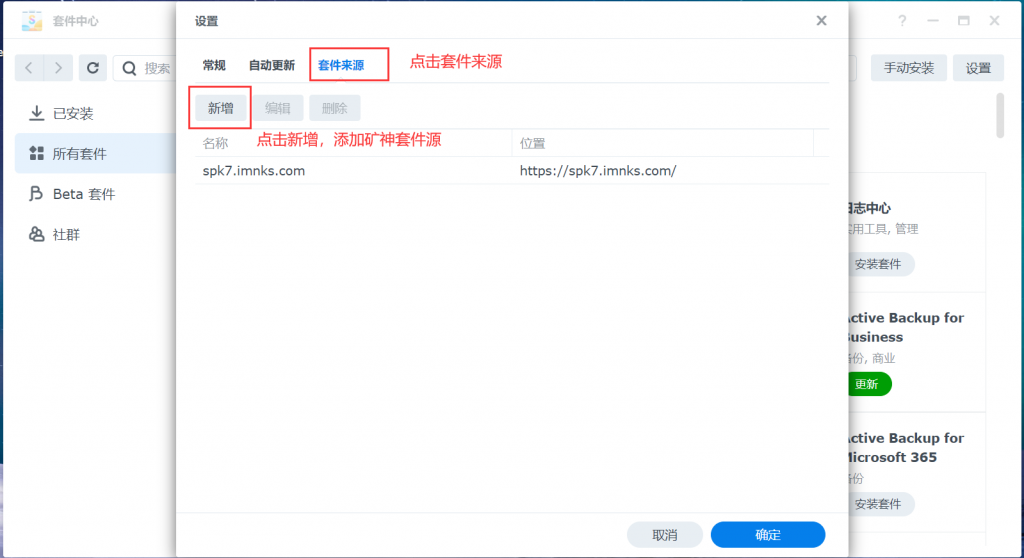 套件中心
设置
常规 自动更新 套件来源 点击套件来源
搜索 手动安装 设置
新增 编辑 删除
点击新增，添加矿神套件源
名称 位置
spk7.imnks.com https://spk7.imnks.com/
已安装
所有套件
Beta 套件
社群
日志中心
实用工具, 管理
安装套件
Active Backup for
Business
备份, 商业
更新
Active Backup for
Microsoft 365
备份
安装套件
取消 确定